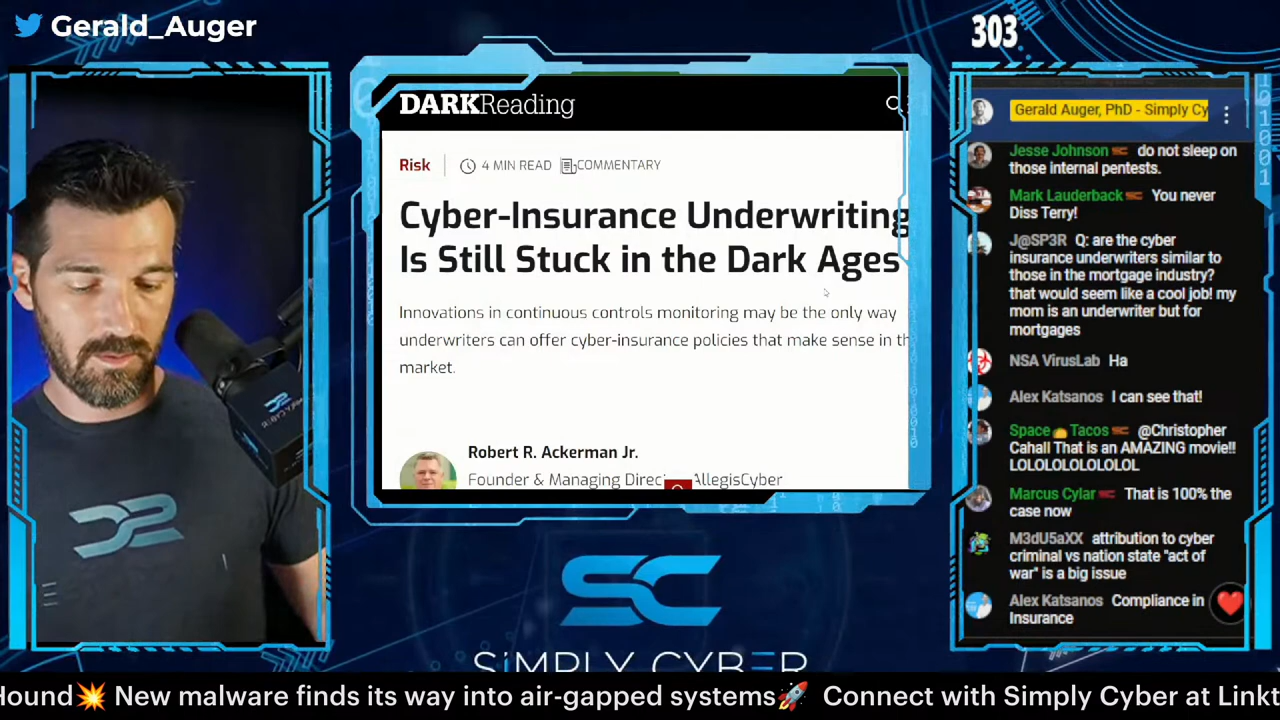 Gerald_Auger
303
DARKReading
Risk
4 MIN READ
COMMENTARY
Cyber-Insurance Underwriting
Is Still Stuck in the Dark Ages
Innovations in continuous controls monitoring may be the only way
underwriters can offer cyber-insurance policies that make sense in th
market.
Robert R. Ackerman Jr.
Founder & Managing Direc AllegisCyber
Gerald Auger, PhD - Simply Cy
Jesse Johnson do not sleep on
those internal pentests.
Mark Lauderback You never
Diss Terry!
J@SP3R Q: are the cyber
insurance underwriters similar to
those in the mortgage industry?
that would seem like a cool job! my
mom is an underwriter but for
mortgages
NSA VirusLab Ha
Alex Katsanos I can see that!
Space 🌮 Tacos @Christopher
Cahall That is an AMAZING movie!!
LOLOLOLOLOLOL
Marcus Cylar That is 100% the
case now
M3dU5aXX attribution to cyber
criminal vs nation state "act of
war" is a big issue
Alex Katsanos Compliance in
Insurance
SC
SiMPLY CYBER
Hound💥 New malware finds its way into air-gapped systems🚀 Connect with Simply Cyber at Linkt